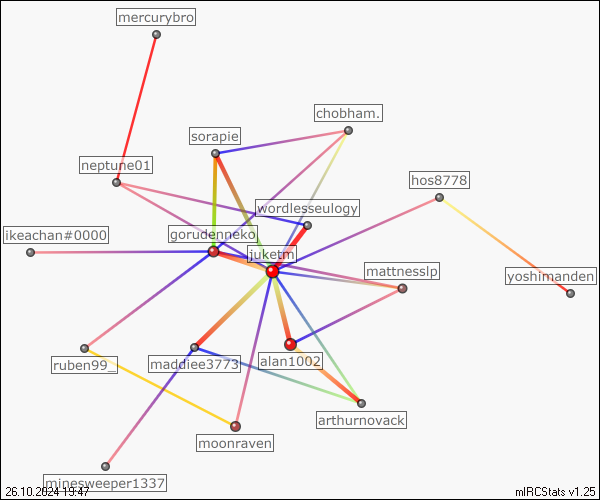 mercurybro
chobham.
sorapie
neptune01
hos8778
wordlesseulogy
ikeachan#0000
gorudenneko
juketm
mattnesslp
yoshimanden
ruben99_
maddiee3773
alan1002
arthurnovack
moonraven
minesweeper1337
26.10.2024 19:47
mIRCStats v1.25